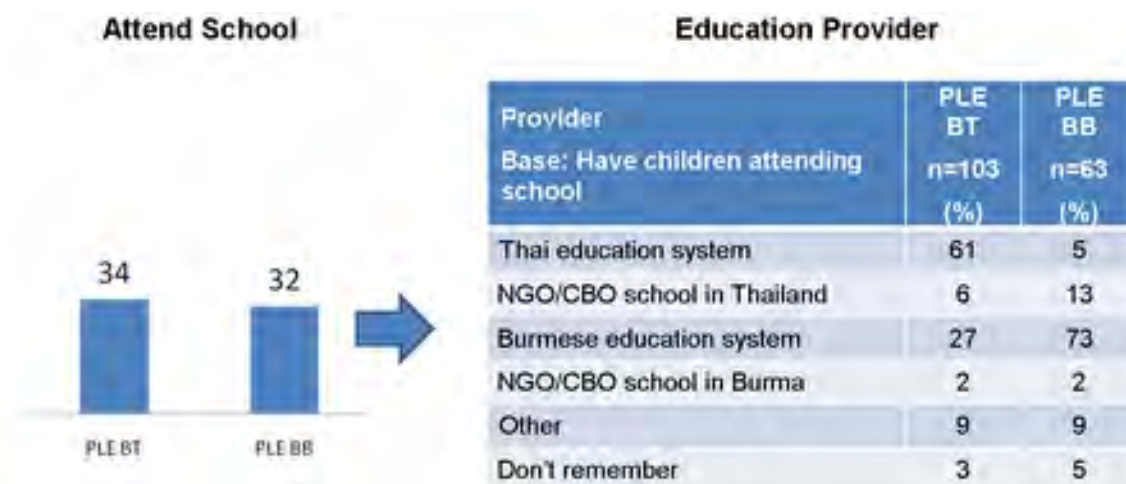 Attend School
34
32
PLE BT
PLE BB
Education Provider
Provider
Base: Have children attending
school
PLE
BT
n=103
(%)
PLE
BB
n=63
(%)
Thai education system 61 5
NGO/CBO school in Thailand 6 13
Burmese education system 27 73
NGO/CBO school in Burma 2 2
Other 9 9
Don't remember 3 5